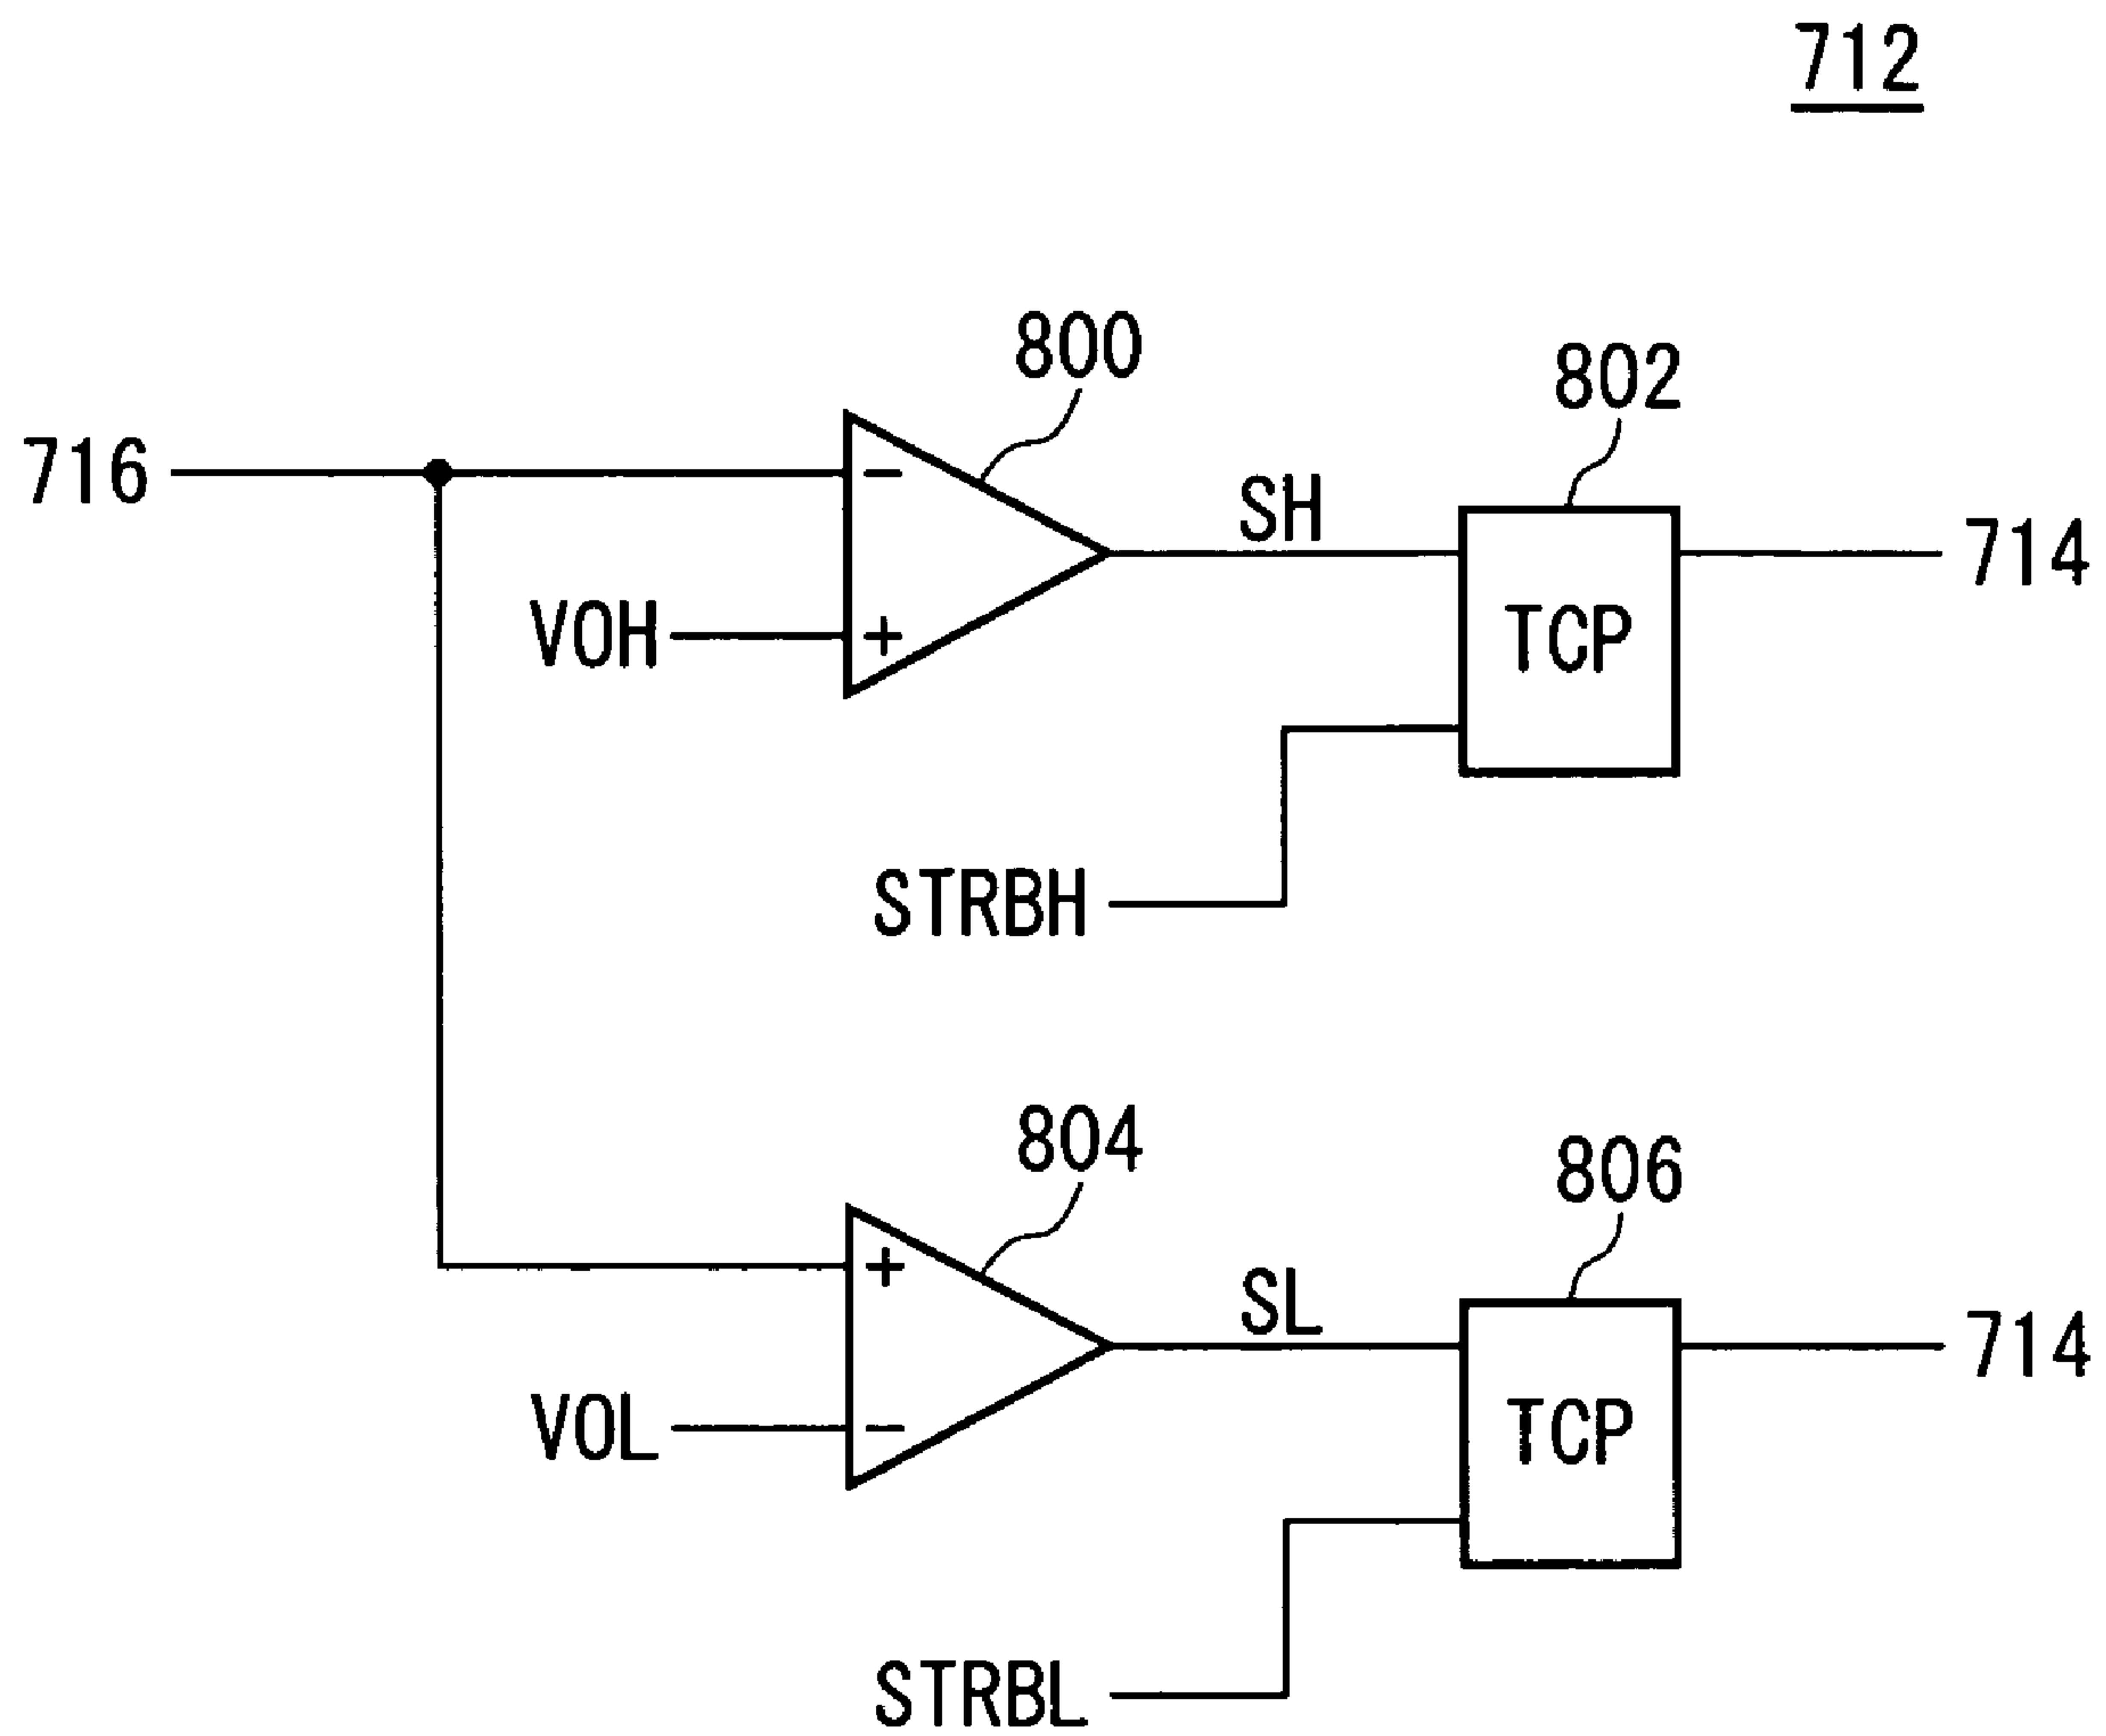 712
800
802
716
−
SH
714
VOH
+
TCP
STRBH
804
806
+
SL
714
VOL
−
TCP
STRBL